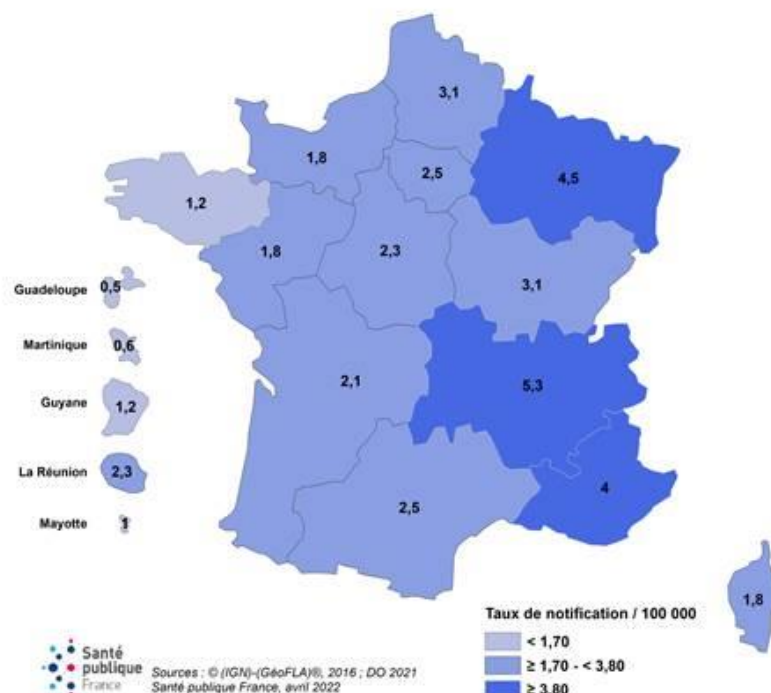 3,1
1,8
2,5
4,5
1,2
1,8
2,3
3,1
Guadeloupe 0,5
Martinique 0,6
2,1
5,3
Guyane 1,2
La Réunion 2,3
2,5
4
Mayotte 1
1,8
Taux de notification / 100 000
< 1,70
≥ 1,70 - < 3,80
≥ 3,80
Santé
publique
France
Sources : © (IGN)-(GéoFLA)®, 2016 ; DO 2021
Santé publique France, avril 2022